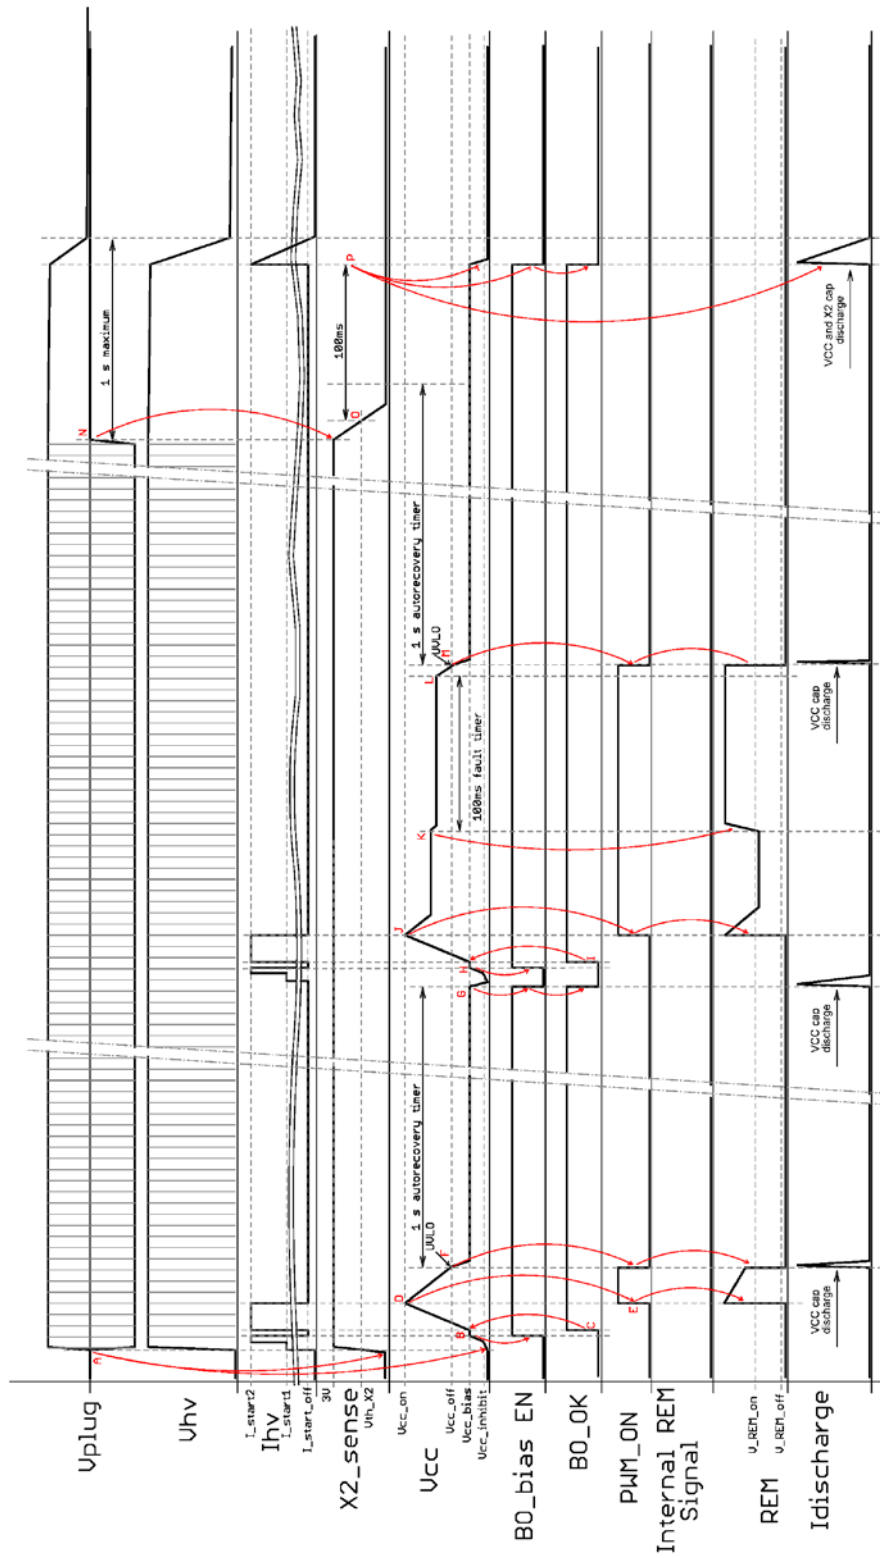 Vplug
Vhv
I_start2
Ihv
I_start1
I_start_off
3V
X2_sense
Vth_X2
Vcc_on
Vcc
Vcc_off
Vcc_bias
Vcc_inhibit
BO_bias EN
BO_OK
PWM_ON
Internal REM
Signal
V_REM_on
REM
V_REM_off
Idischarge
A
B
C
D
E
F
UVLO
1 s autorecovery timer
G
H
I
J
K
100ms fault timer
L
M
UVLO
1 s autorecovery timer
N
O
P
1 s maximum
100ms
VCC cap
discharge
VCC cap
discharge
VCC cap
discharge
VCC and X2 cap
discharge